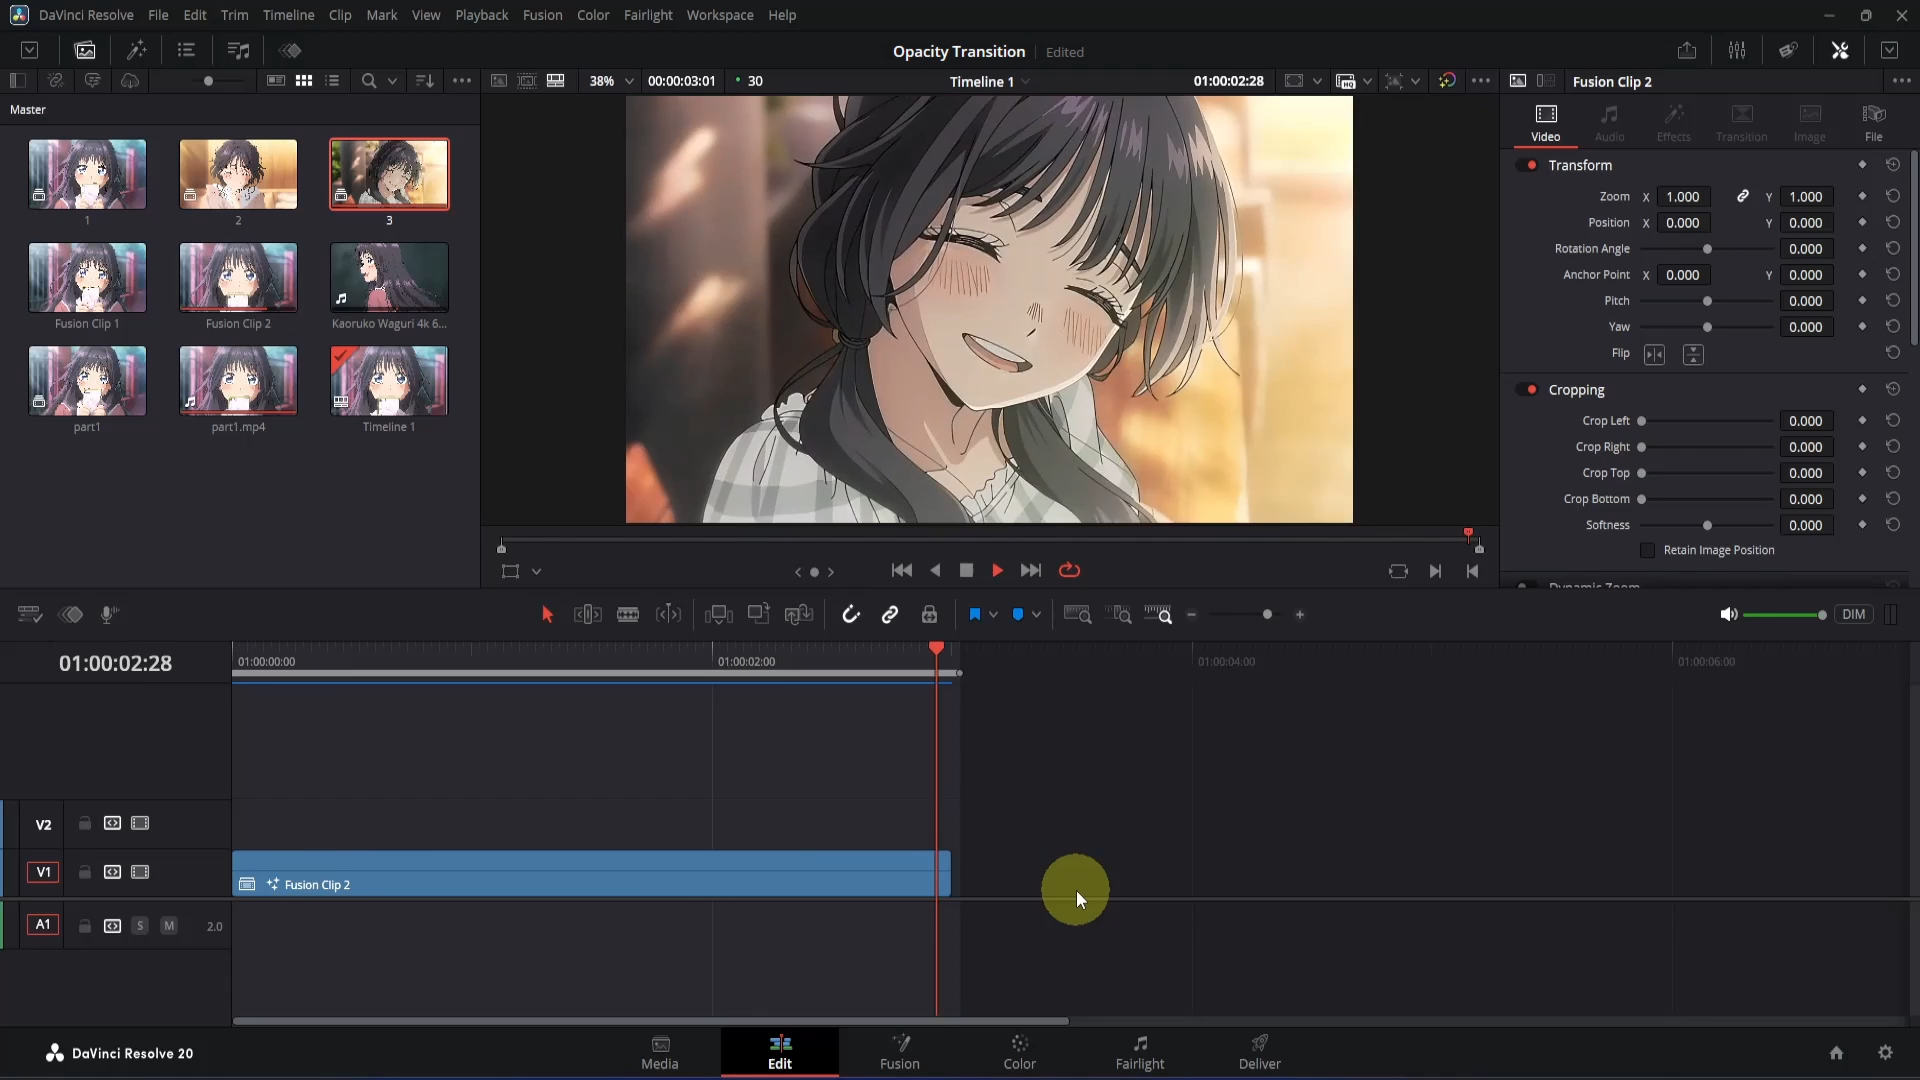 DaVinci Resolve File Edit Trim Timeline Clip Mark View Playback Fusion Color Fairlight Workspace Help
Opacity Transition Edited
38% 00:00:03:01 30 Timeline 1 01:00:02:28 Fusion Clip 2
Master
Video Audio Effects Transition Image File
1 2 3
Fusion Clip 1 Fusion Clip 2 Kaoruko Waguri 4k 6...
part1 part1.mp4 Timeline 1
Transform
Zoom X 1.000 Y 1.000
Position X 0.000 Y 0.000
Rotation Angle 0.000
Anchor Point X 0.000 Y 0.000
Pitch 0.000
Yaw 0.000
Flip
Cropping
Crop Left 0.000
Crop Right 0.000
Crop Top 0.000
Crop Bottom 0.000
Softness 0.000
Retain Image Position
Dynamic Zoom
DIM
01:00:02:28 01:00:00:00 01:00:02:00 01:00:04:00 01:00:06:00
V2
V1
Fusion Clip 2
A1 S M 2.0
DaVinci Resolve 20 Media Edit Fusion Color Fairlight Deliver